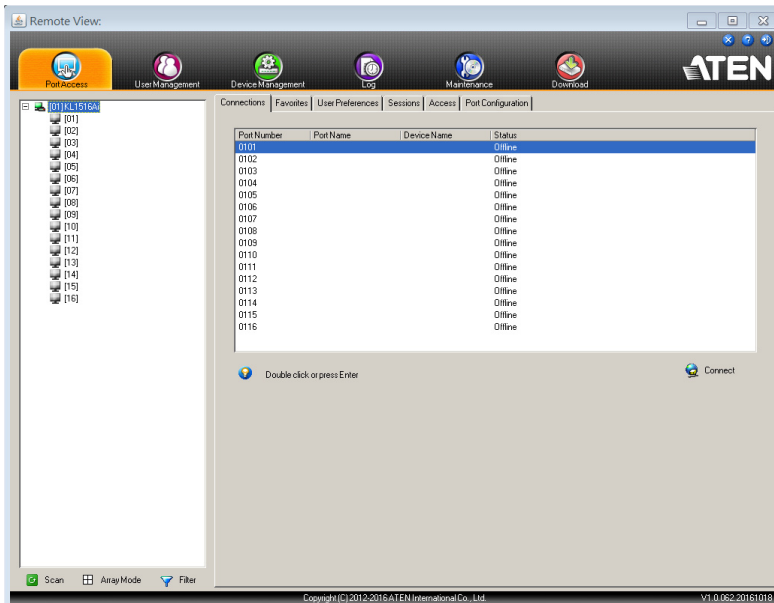 Remote View:
ATEN
Port Access User Management Device Management Log Maintenance Download
Connections Favorites User Preferences Sessions Access Port Configuration
[01]KL1516Ai
[01]
[02]
[03]
[04]
[05]
[06]
[07]
[08]
[09]
[10]
[11]
[12]
[13]
[14]
[15]
[16]
Port Number Port Name Device Name Status
0101 Offline
0102 Offline
0103 Offline
0104 Offline
0105 Offline
0106 Offline
0107 Offline
0108 Offline
0109 Offline
0110 Offline
0111 Offline
0112 Offline
0113 Offline
0114 Offline
0115 Offline
0116 Offline
Double click or press Enter
Connect
Scan Array Mode Filter
Copyright (C) 2012-2016 ATEN International Co., Ltd.
V1.0.062.20161018